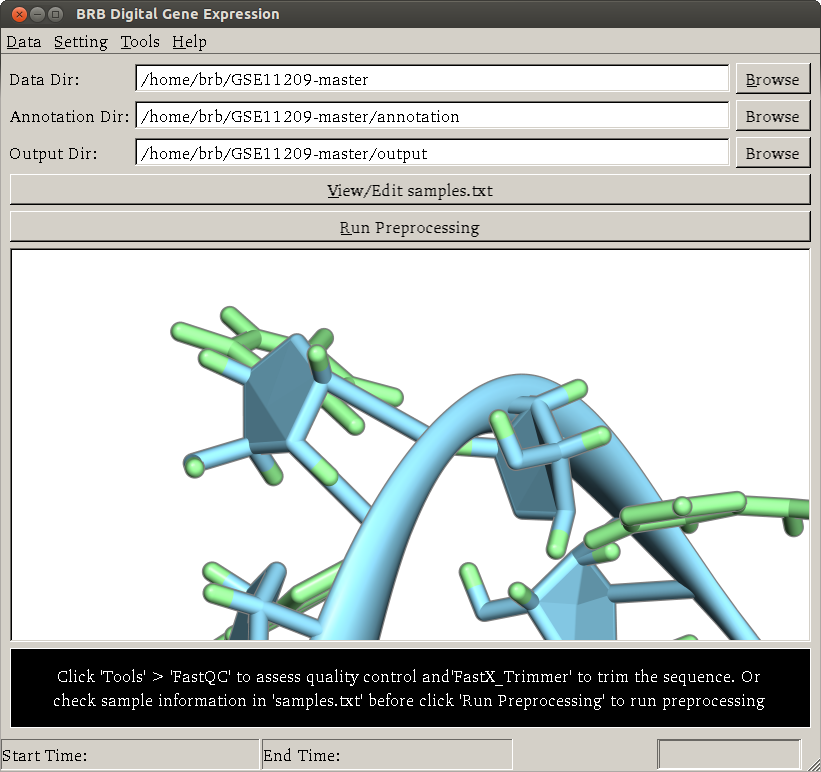 BRB Digital Gene Expression
Data Setting Tools Help
Data Dir: /home/brb/GSE11209-master Browse
Annotation Dir: /home/brb/GSE11209-master/annotation Browse
Output Dir: /home/brb/GSE11209-master/output Browse
View/Edit samples.txt
Run Preprocessing
Click 'Tools' > 'FastQC' to assess quality control and'FastX_Trimmer' to trim the sequence. Or
check sample information in 'samples.txt' before click 'Run Preprocessing' to run preprocessing
Start Time: End Time: